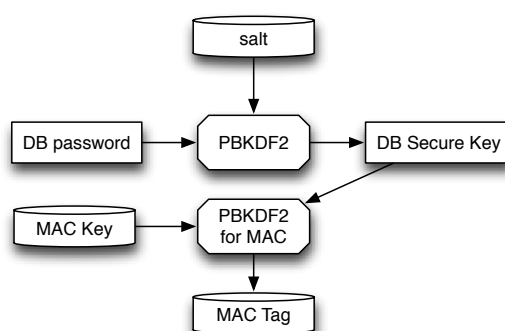 salt
DB password
PBKDF2
DB Secure Key
MAC Key
PBKDF2
for MAC
MAC Tag